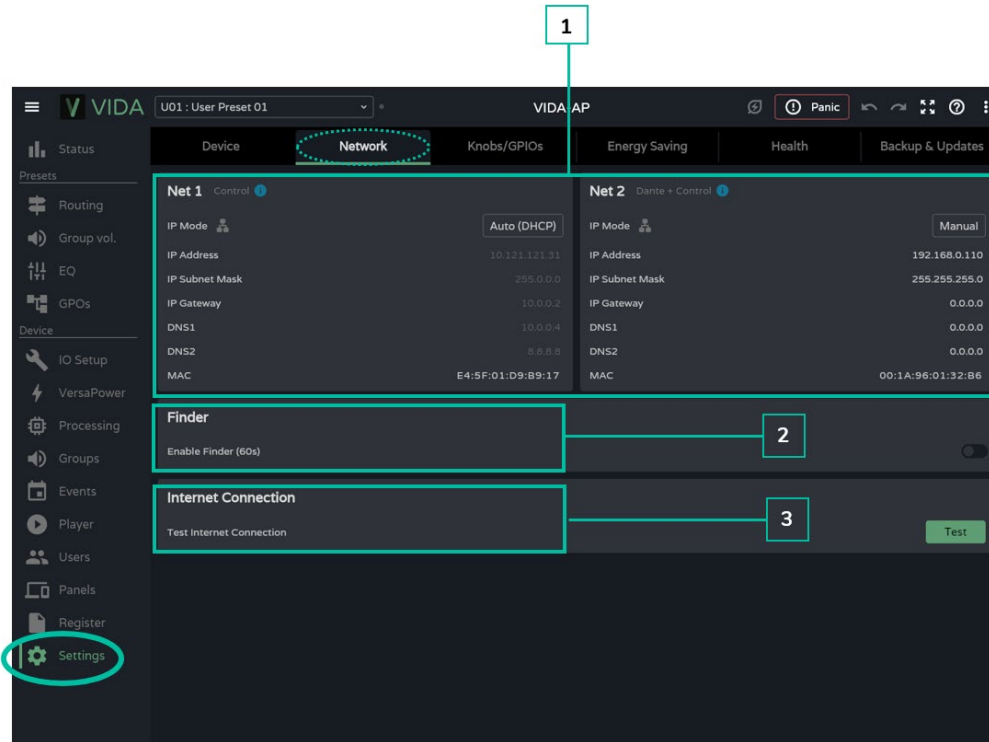 1
VIDA
U01 : User Preset 01
VIDA-AP
Panic
Status
Presets
Routing
Group vol.
EQ
GPOs
Device
IO Setup
VersaPower
Processing
Groups
Events
Player
Users
Panels
Register
Settings
Device Network Knobs/GPIOs Energy Saving Health Backup & Updates
Net 1 Control
IP Mode Auto (DHCP)
IP Address 10.121.121.31
IP Subnet Mask 255.0.0.0
IP Gateway 10.0.0.2
DNS1 10.0.0.4
DNS2 8.8.8.8
MAC E4:5F:01:D9:B9:17
Net 2 Dante + Control
IP Mode Manual
IP Address 192.168.0.110
IP Subnet Mask 255.255.255.0
IP Gateway 0.0.0.0
DNS1 0.0.0.0
DNS2 0.0.0.0
MAC 00:1A:96:01:32:B6
Finder
Enable Finder (60s)
2
Internet Connection
Test Internet Connection
3
Test